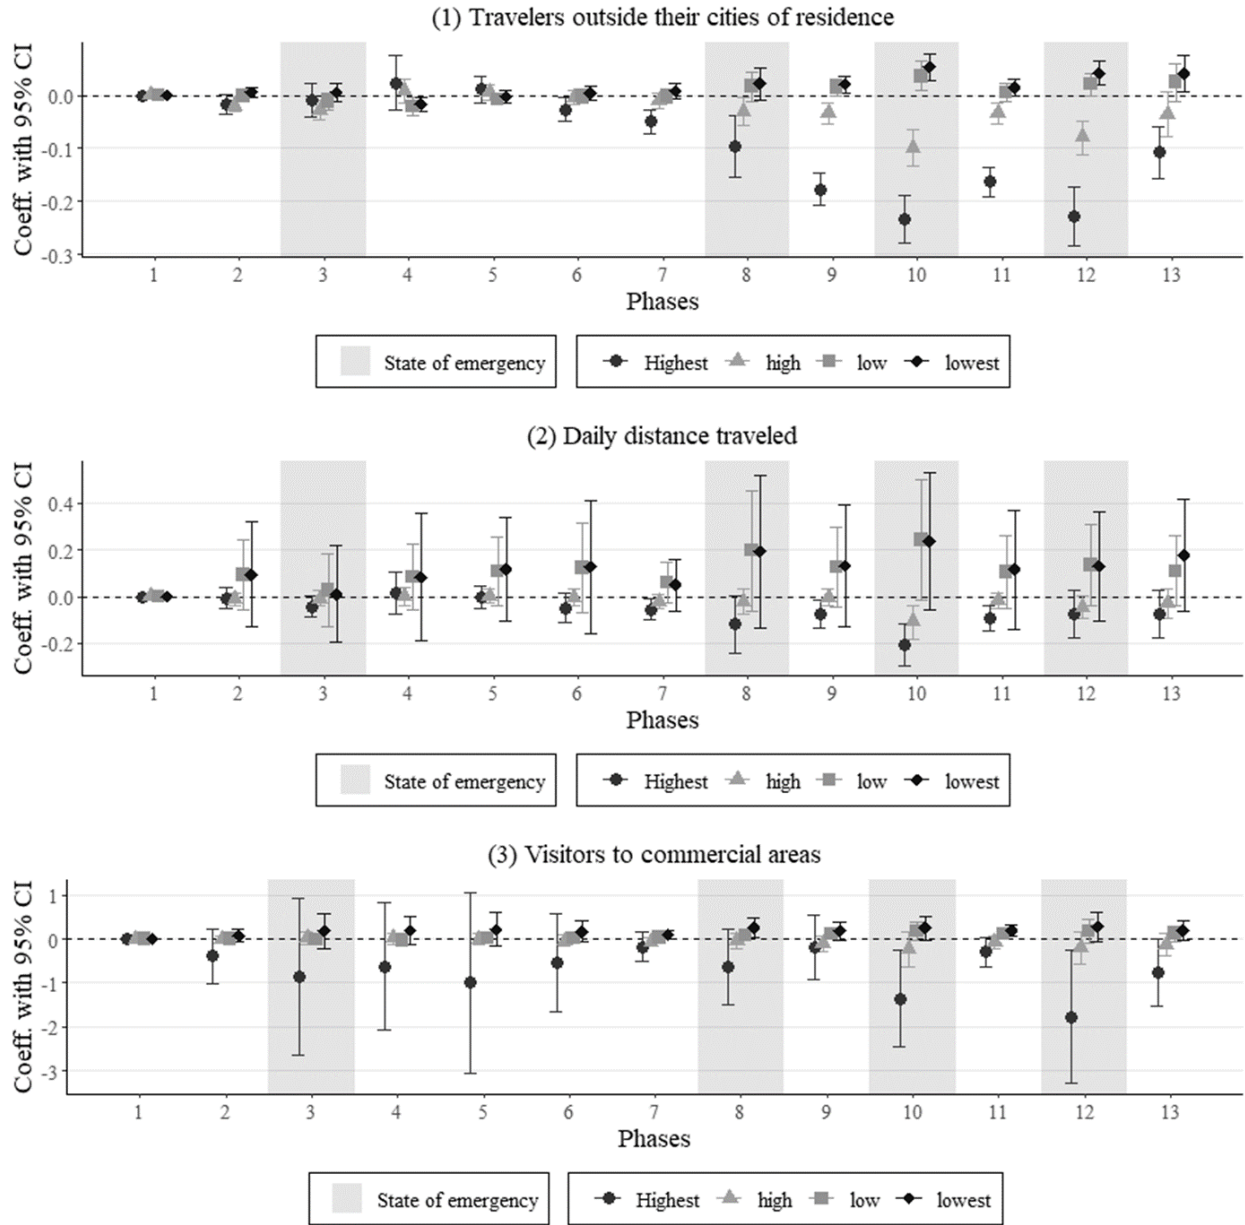 (1) Travelers outside their cities of residence
Coeff. with 95% CI
0.0
-0.1
-0.2
-0.3
1 2 3 4 5 6 7 8 9 10 11 12 13
Phases
State of emergency Highest high low lowest
(2) Daily distance traveled
Coeff. with 95% CI
0.4
0.2
0.0
-0.2
1 2 3 4 5 6 7 8 9 10 11 12 13
Phases
State of emergency Highest high low lowest
(3) Visitors to commercial areas
Coeff. with 95% CI
1
0
-1
-2
-3
1 2 3 4 5 6 7 8 9 10 11 12 13
Phases
State of emergency Highest high low lowest